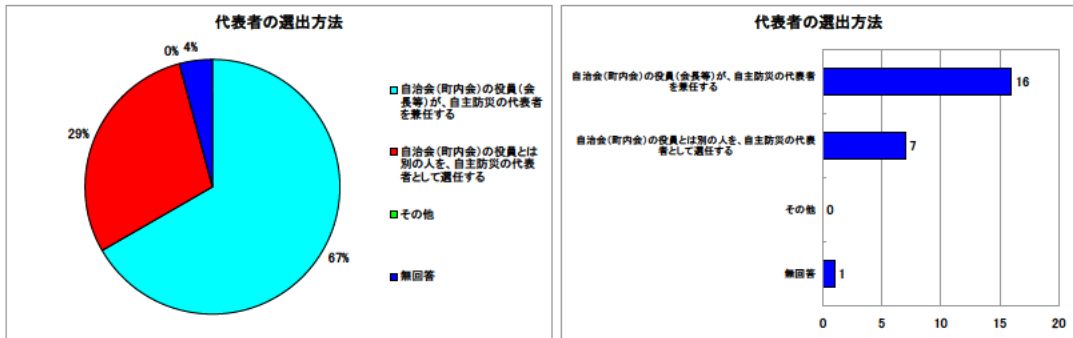 代表者の選出方法
0%
4%
29%
67%
自治会(町内会)の役員(会
長等)が、自主防災の代表者
を兼任する
自治会(町内会)の役員とは
別の人を、自主防災の代表
者として選任する
その他
無回答
代表者の選出方法
自治会(町内会)の役員(会長等)が、自主防災の代表者
を兼任する
16
自治会(町内会)の役員とは別の人を、自主防災の代表
者として選任する
7
その他
0
無回答
1
0 5 10 15 20